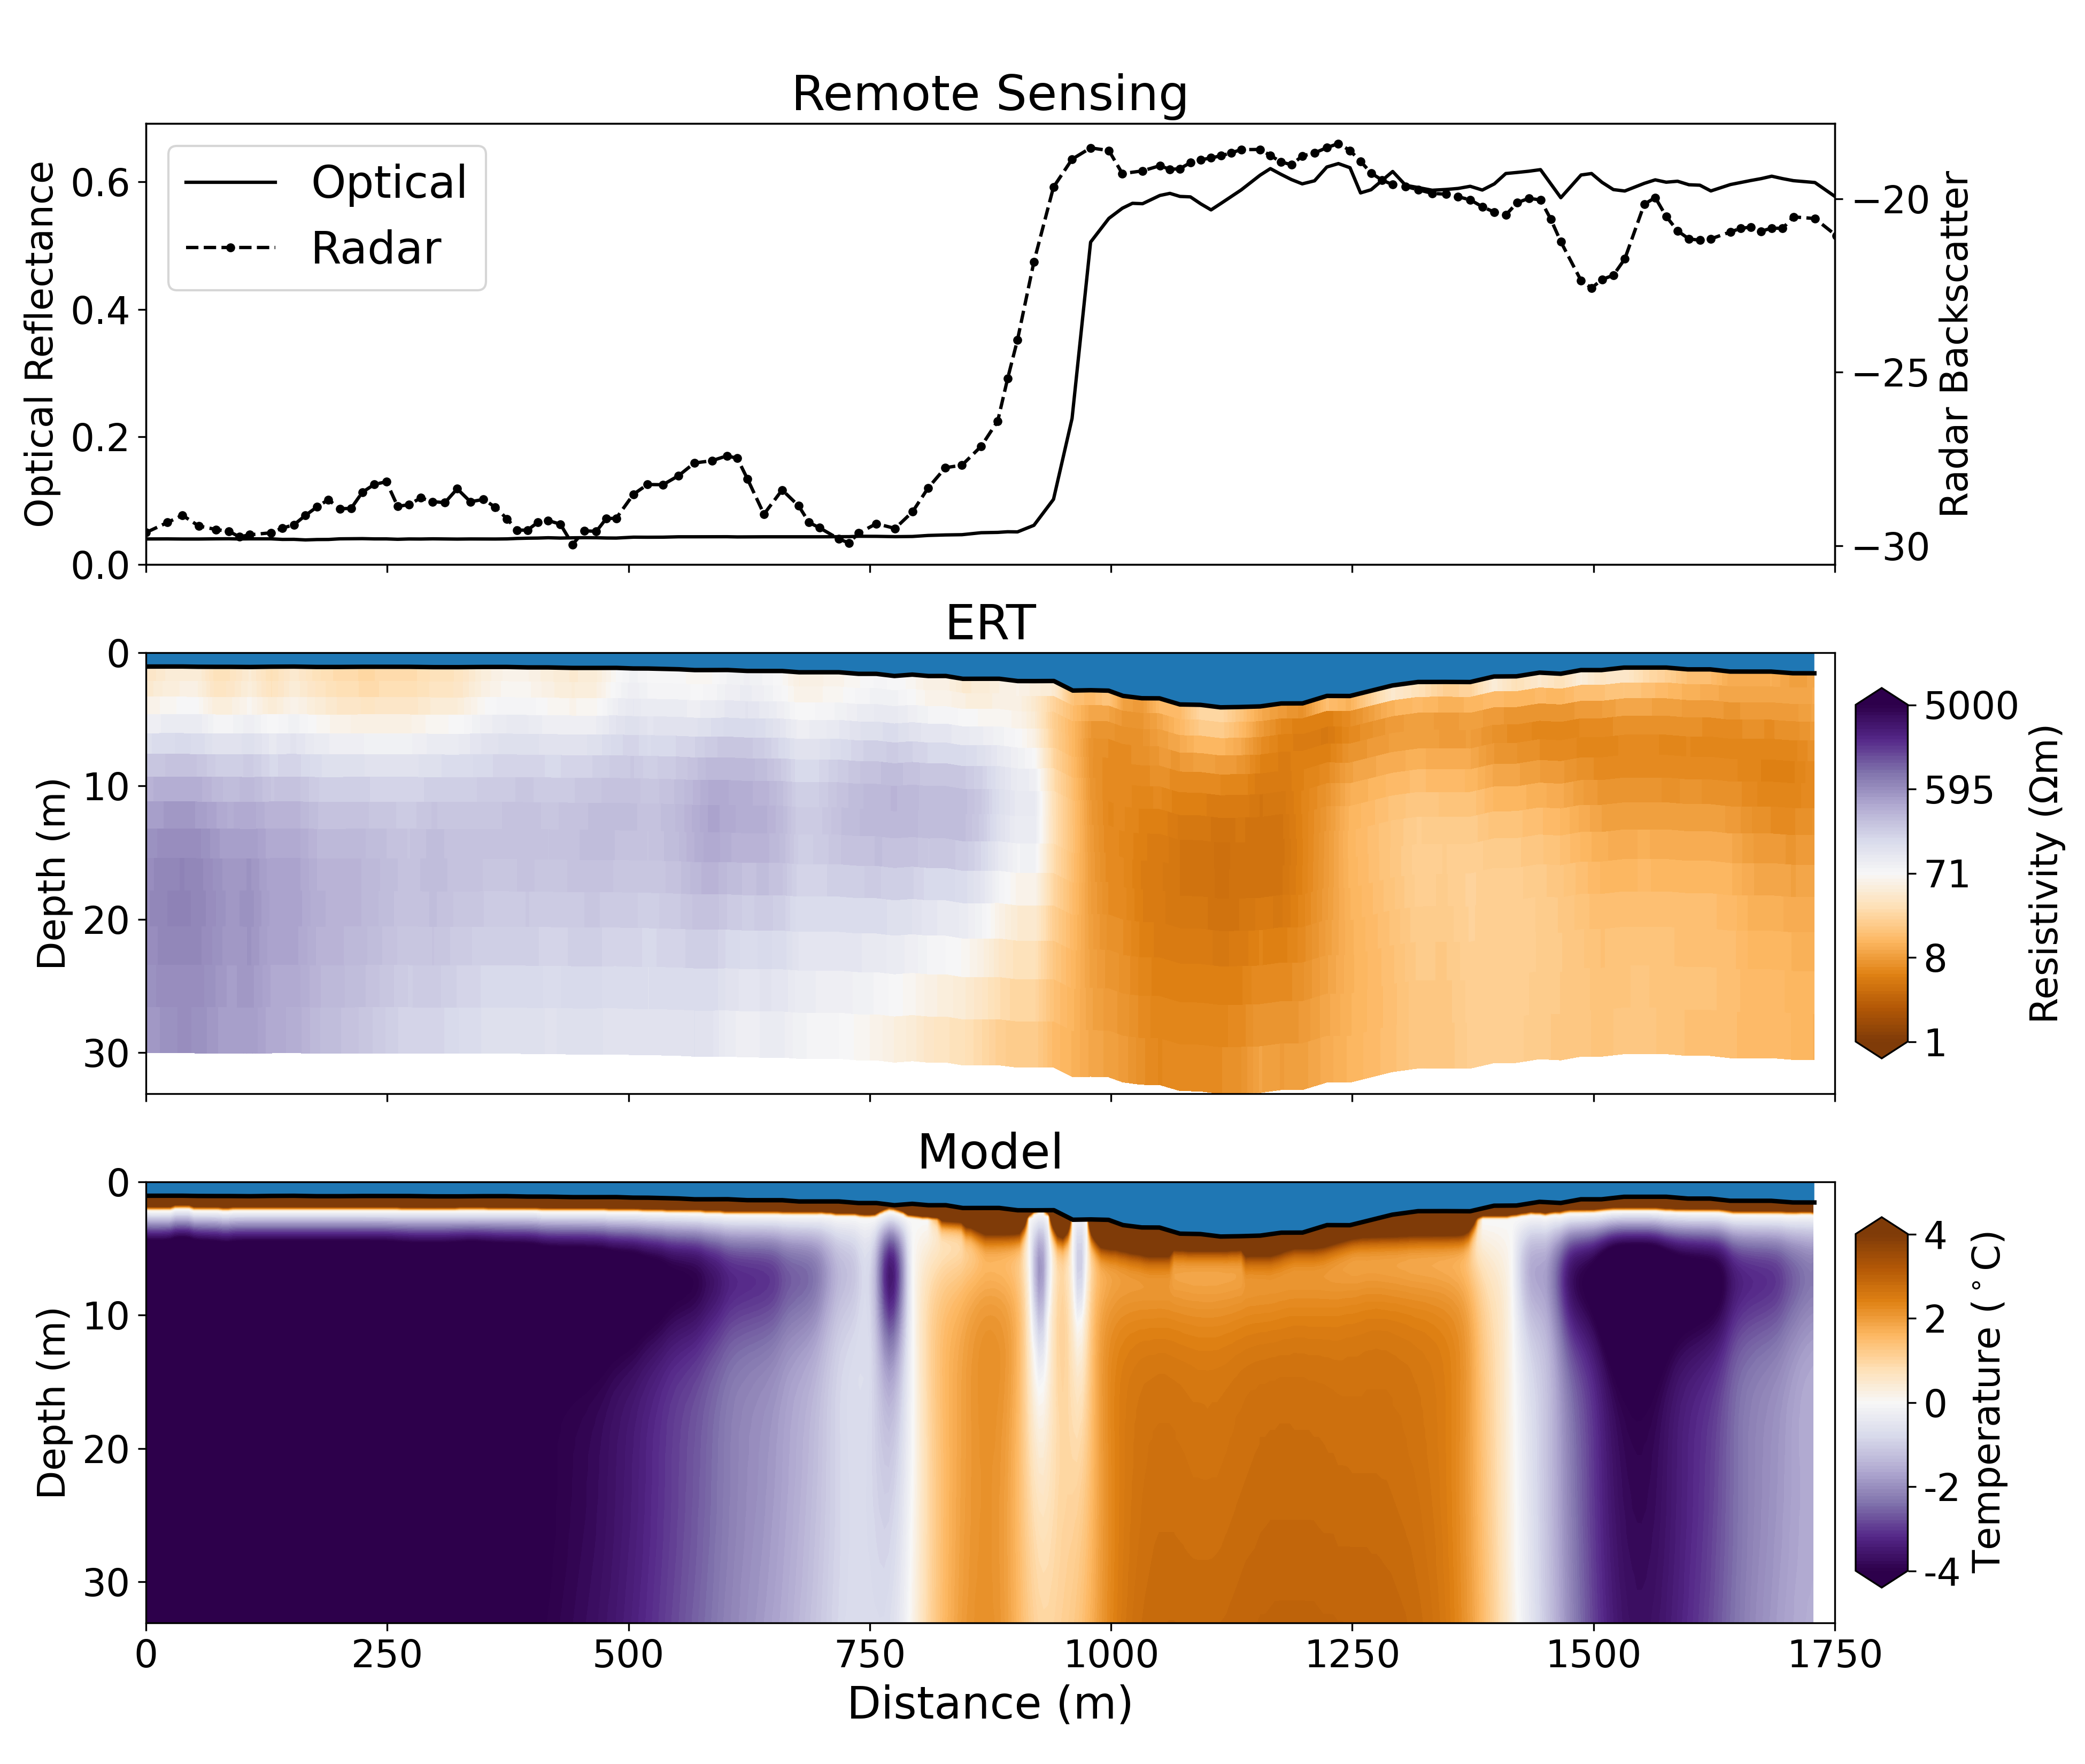 Remote Sensing
Optical Reflectance
0.6
0.4
0.2
0.0
Optical
Radar
−20
−25
−30
Radar Backscatter
ERT
Depth (m)
0
10
20
30
5000
595
71
8
1
Resistivity (Ωm)
Model
Depth (m)
0
10
20
30
4
2
0
-2
-4
Temperature (°C)
0 250 500 750 1000 1250 1500 1750
Distance (m)